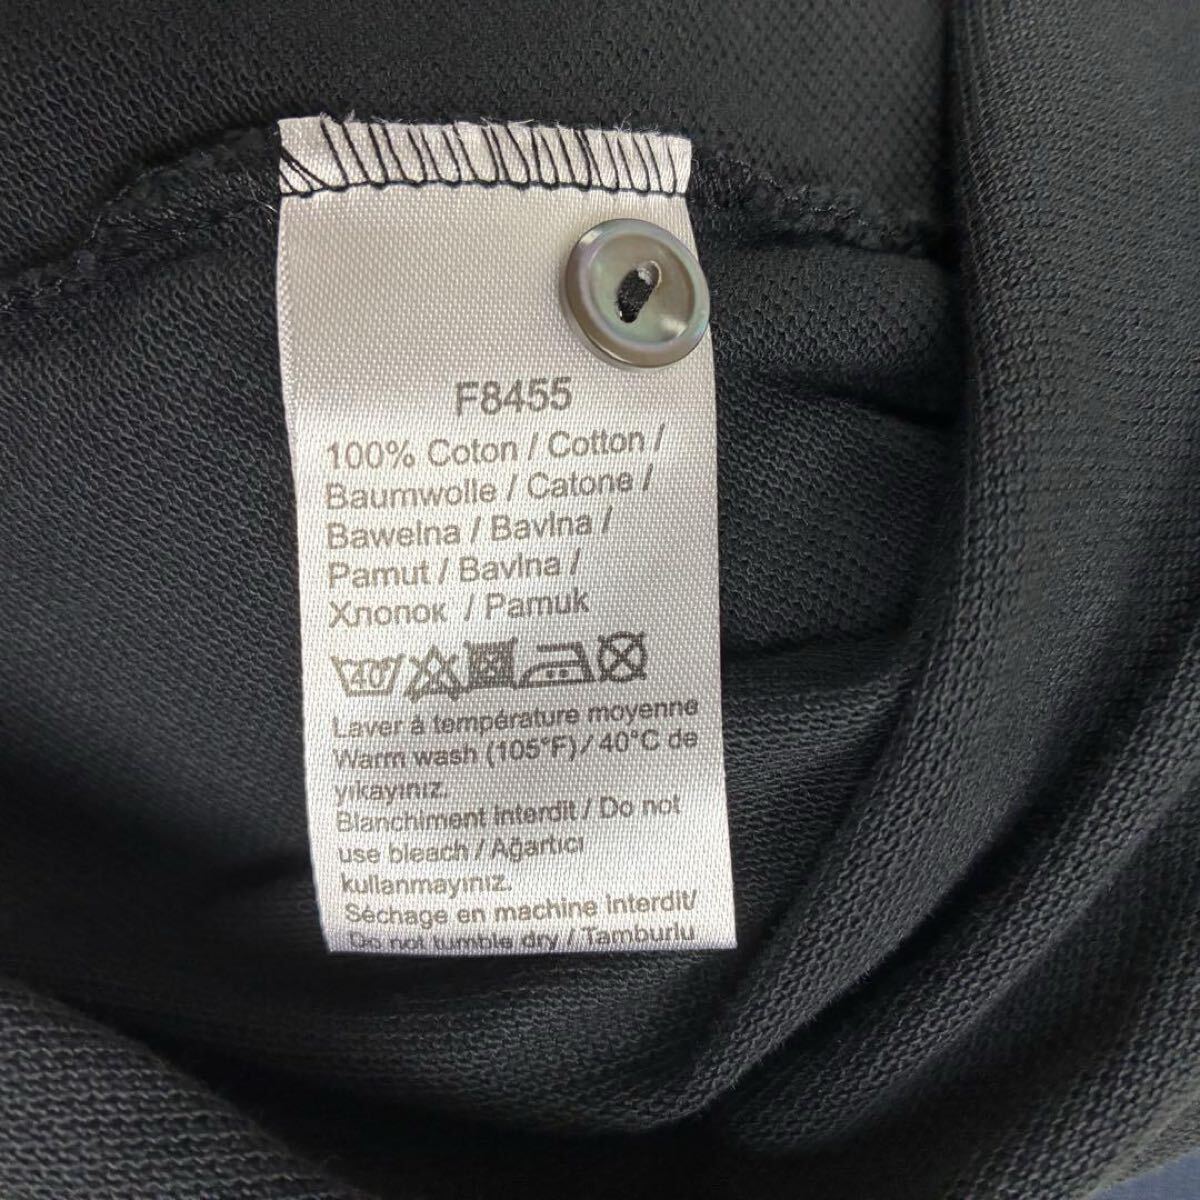 F8455
100% Coton / Cotton /
Baumwolle / Catone /
Bawelna / Bavlna /
Pamut / Bavlna /
Хлопок / Pamuk
40°
Laver à température moyenne
Warm wash (105°F) / 40°C de
yıkayınız.
Blanchiment interdit / Do not
use bleach / Ağartıcı
kullanmayınız.
Séchage en machine interdit/
Do not tumble dry / Tamburlu